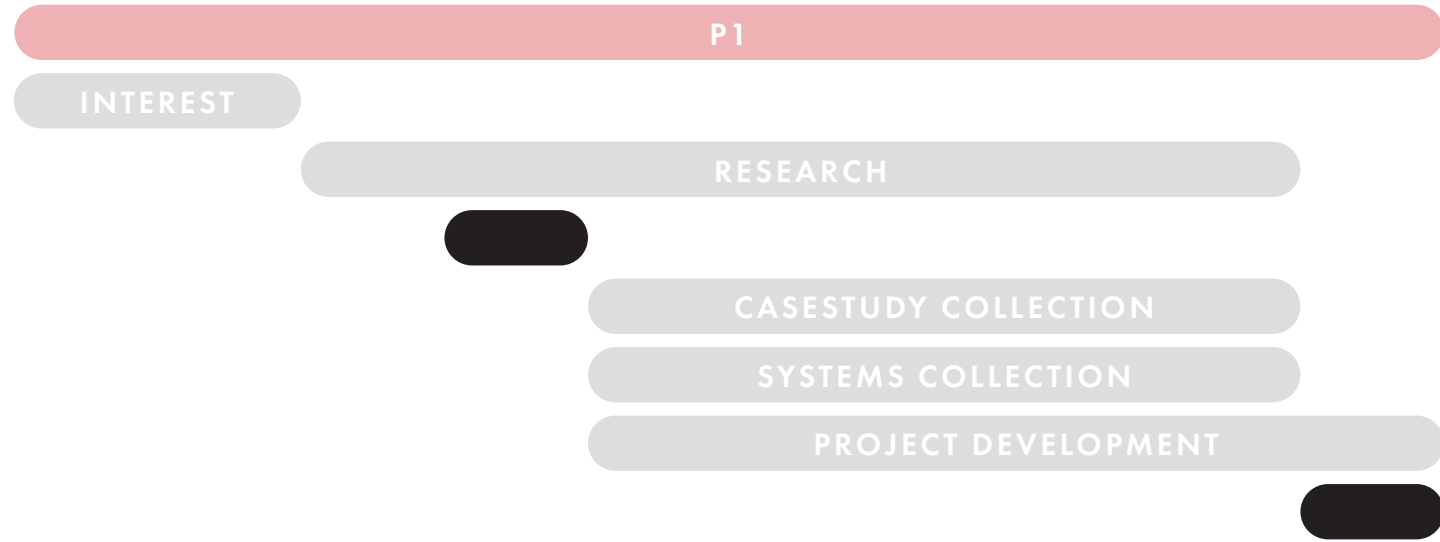 P1
INTEREST
RESEARCH
CASESTUDY COLLECTION
SYSTEMS COLLECTION
PROJECT DEVELOPMENT